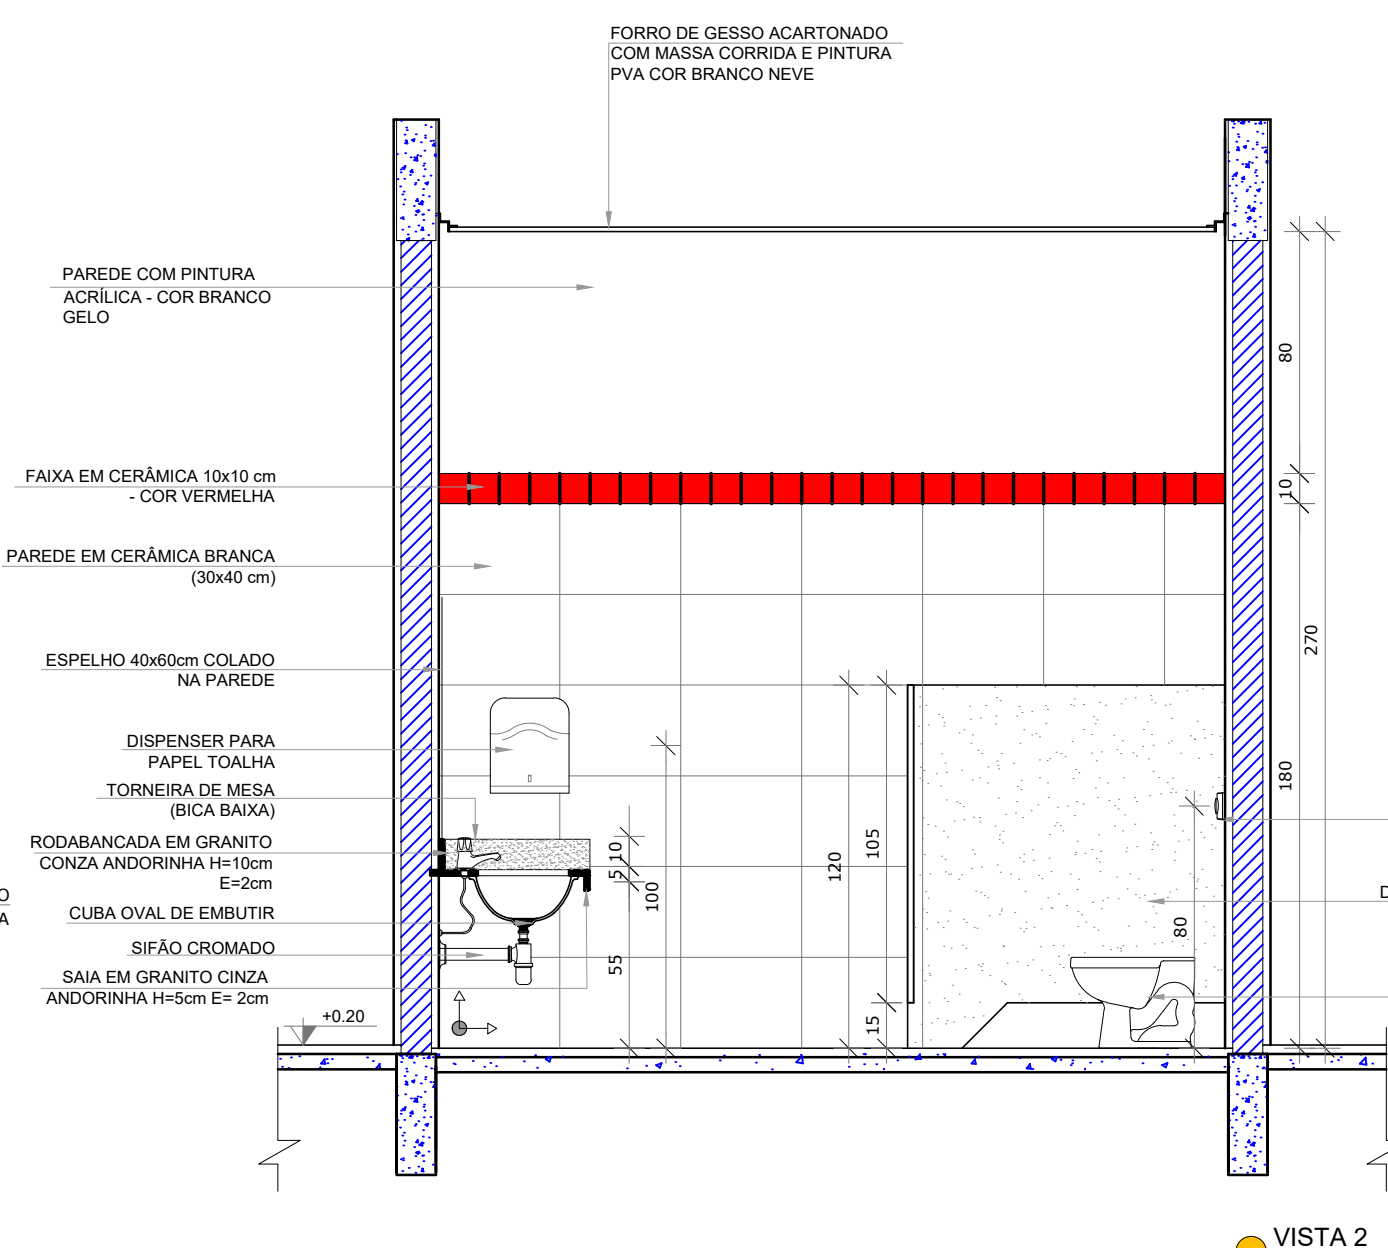 FORRO DE GESSO ACARTONADO
COM MASSA CORRIDA E PINTURA
PVA COR BRANCO NEVE
PAREDE COM PINTURA
ACRÍLICA - COR BRANCO
GELO
80
FAIXA EM CERÂMICA 10x10 cm
- COR VERMELHA
10
PAREDE EM CERÂMICA BRANCA
(30x40 cm)
270
ESPELHO 40x60cm COLADO
NA PAREDE
DISPENSER PARA
PAPEL TOALHA
180
TORNEIRA DE MESA
(BICA BAIXA)
RODABANCADA EM GRANITO
CONZA ANDORINHA H=10cm
E=2cm
10
5
100
120
105
O
A
D
CUBA OVAL DE EMBUTIR
80
SIFÃO CROMADO
55
SAIA EM GRANITO CINZA
ANDORINHA H=5cm E= 2cm
15
+0.20
VISTA 2